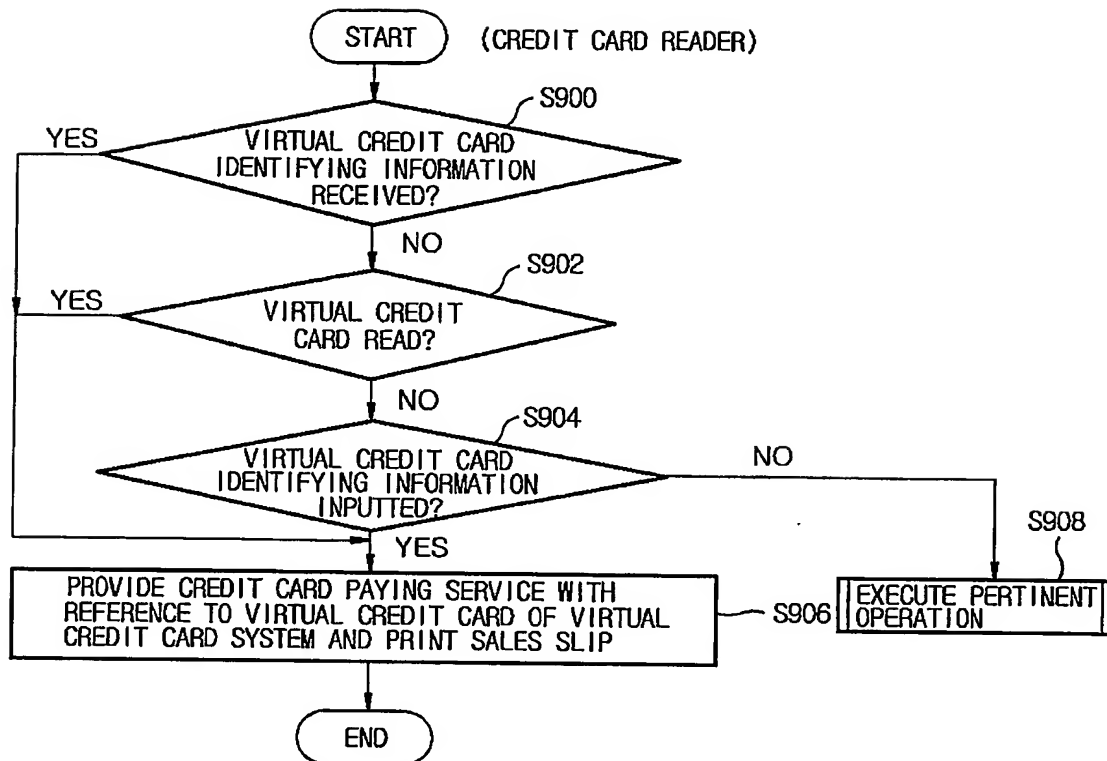 START (CREDIT CARD READER)
S900
YES
VIRTUAL CREDIT CARD
IDENTIFYING INFORMATION
RECEIVED?
NO
S902
YES
VIRTUAL CREDIT
CARD READ?
NO
S904
VIRTUAL CREDIT CARD
IDENTIFYING INFORMATION
INPUTTED?
NO
YES
S908
PROVIDE CREDIT CARD PAYING SERVICE WITH
REFERENCE TO VIRTUAL CREDIT CARD OF VIRTUAL
CREDIT CARD SYSTEM AND PRINT SALES SLIP
S906
EXECUTE PERTINENT
OPERATION
END